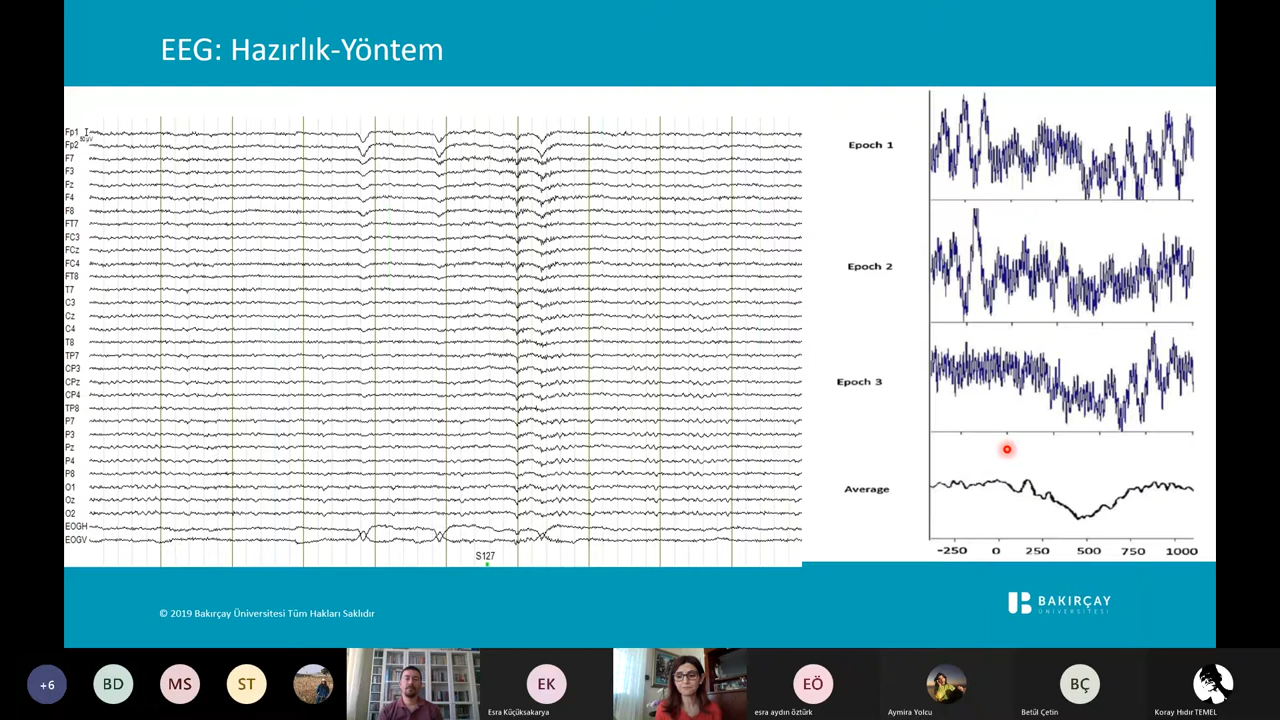 EEG: Hazırlık-Yöntem
Fp1
50 µV
Fp2
F7
F3
Fz
F4
F8
FT7
FC3
FCz
FC4
FT8
T7
C3
Cz
C4
T8
TP7
CP3
CPz
CP4
TP8
P7
P3
Pz
P4
P8
O1
Oz
O2
EOGH
EOGV
S127
Epoch 1
Epoch 2
Epoch 3
Average
-250 0 250 500 750 1000
© 2019 Bakırçay Üniversitesi Tüm Hakları Saklıdır
BAKIRÇAY
ÜNİVERSİTESİ
+6
BD
MS
ST
EK
Esra Küçüksakarya
EÖ
esra aydın öztürk
Aymira Yolcu
BÇ
Betül Çetin
Koray Hıdır TEMEL